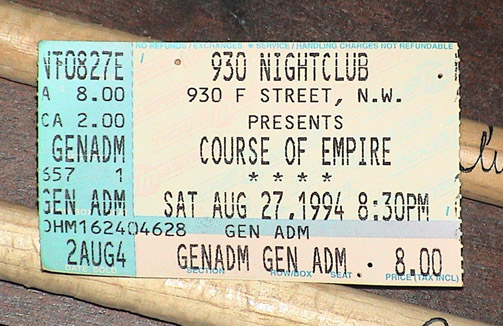 NO REFUNDS/EXCHANGES • SERVICE/HANDLING CHARGES NOT REFUNDABLE
NT0827E
930 NIGHTCLUB
A 8.00
930 F STREET, N.W.
CA 2.00
PRESENTS
GENADM
COURSE OF EMPIRE
657 1
* * * *
GEN ADM
SAT AUG 27,1994 8:30PM
OHM162404628
GEN ADM
2AUG4
GENADM GEN ADM
8.00
DATE SOLD
SECTION
ROW/BOX
SEAT
PRICE (TAX INCL)